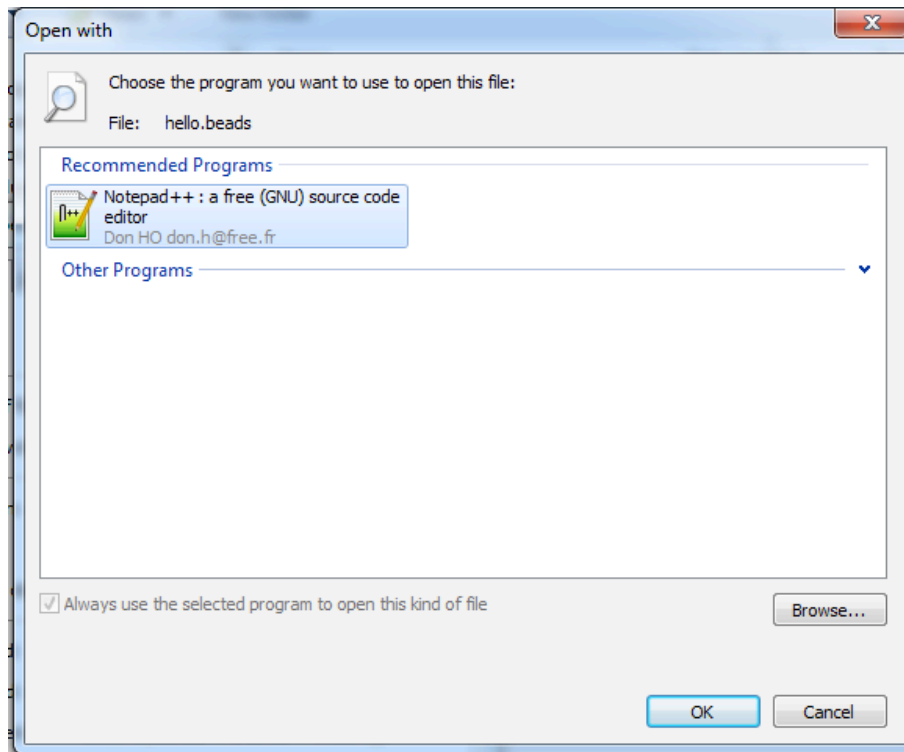 Open with
Choose the program you want to use to open this file:
File: hello.beads
Recommended Programs
Notepad++ : a free (GNU) source code
editor
Don HO don.h@free.fr
Other Programs
Always use the selected program to open this kind of file
Browse...
OK
Cancel